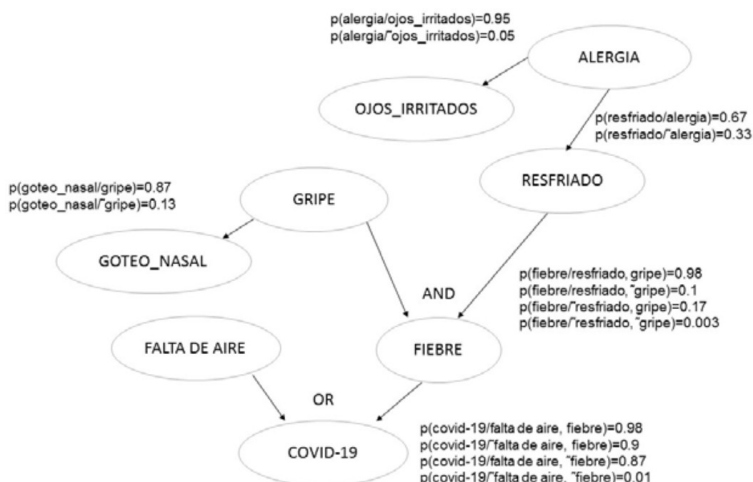 p(alergia/ojos_irritados)=0.95
p(alergia/˜ojos_irritados)=0.05
ALERGIA
OJOS_IRRITADOS
p(resfriado/alergia)=0.67
p(resfriado/˜alergia)=0.33
RESFRIADO
p(goteo_nasal/gripe)=0.87
p(goteo_nasal/˜gripe)=0.13
GRIPE
GOTEO_NASAL
p(fiebre/resfriado, gripe)=0.98
p(fiebre/resfriado, ˜gripe)=0.1
p(fiebre/˜resfriado, gripe)=0.17
p(fiebre/˜resfriado, ˜gripe)=0.003
AND
FALTA DE AIRE
FIEBRE
OR
COVID-19
p(covid-19/falta de aire, fiebre)=0.98
p(covid-19/˜falta de aire, fiebre)=0.9
p(covid-19/falta de aire, ˜fiebre)=0.87
p(covid-19/˜falta de aire, ˜fiebre)=0.01